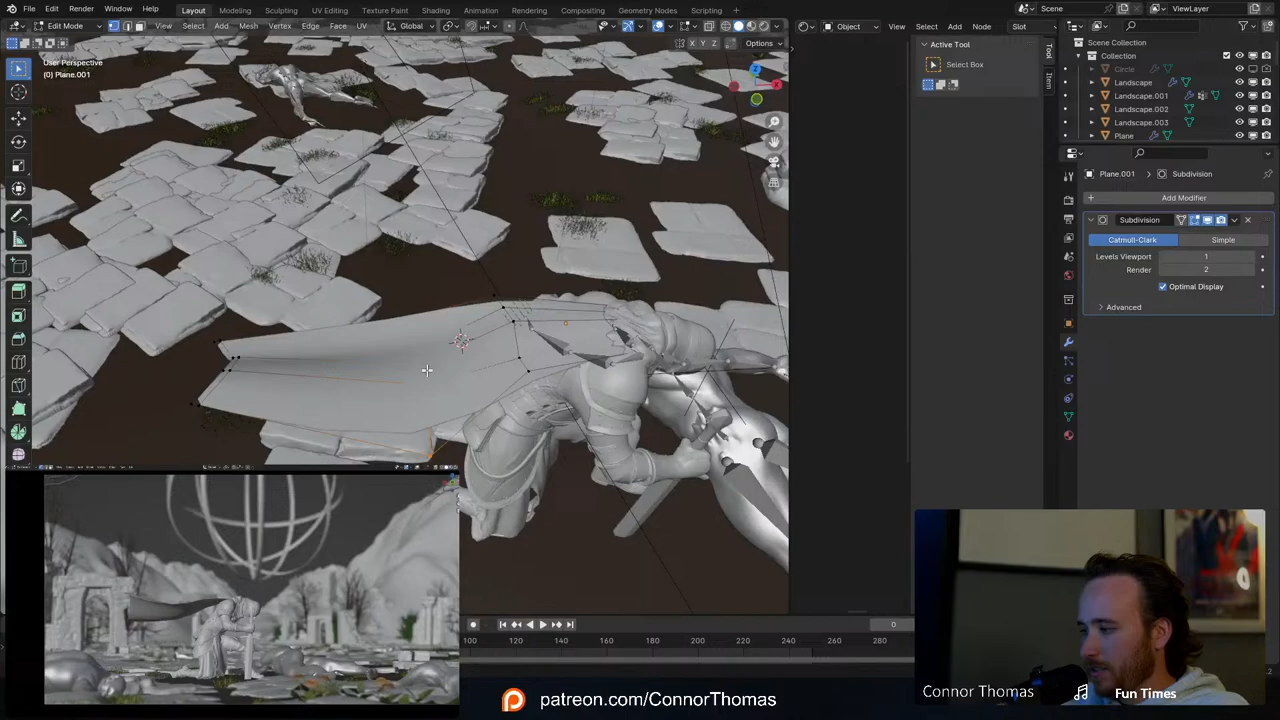 File Edit Render Window Help Layout Modeling Sculpting UV Editing Texture Paint Shading Animation Rendering Compositing Geometry Nodes Scripting Scene ViewLayer
Edit Mode View Select Add Mesh Vertex Edge Face UV Global Object View Select Add Node Slot
X Y Z Options
User Perspective
(0) Plane.001
Active Tool
Select Box
Tool
Item
Scene Collection
Collection
Circle
Landscape
Landscape.001
Landscape.002
Landscape.003
Plane
Plane.001 > Subdivision
Add Modifier
Subdivision
Catmull-Clark Simple
Levels Viewport 1
Render 2
Optimal Display
Advanced
0
100 120 140 160 180 200 220 240 260 280
patreon.com/ConnorThomas
Connor Thomas
Fun Times